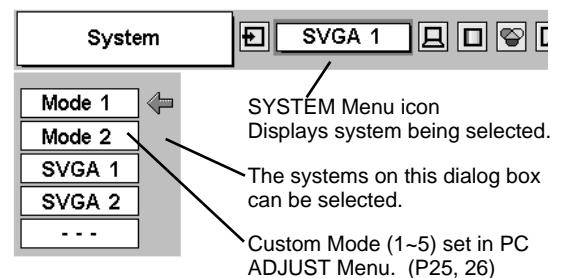 System
SVGA 1
Mode 1
Mode 2
SVGA 1
SVGA 2
- - -
SYSTEM Menu icon
Displays system being selected.
The systems on this dialog box
can be selected.
Custom Mode (1~5) set in PC
ADJUST Menu. (P25, 26)